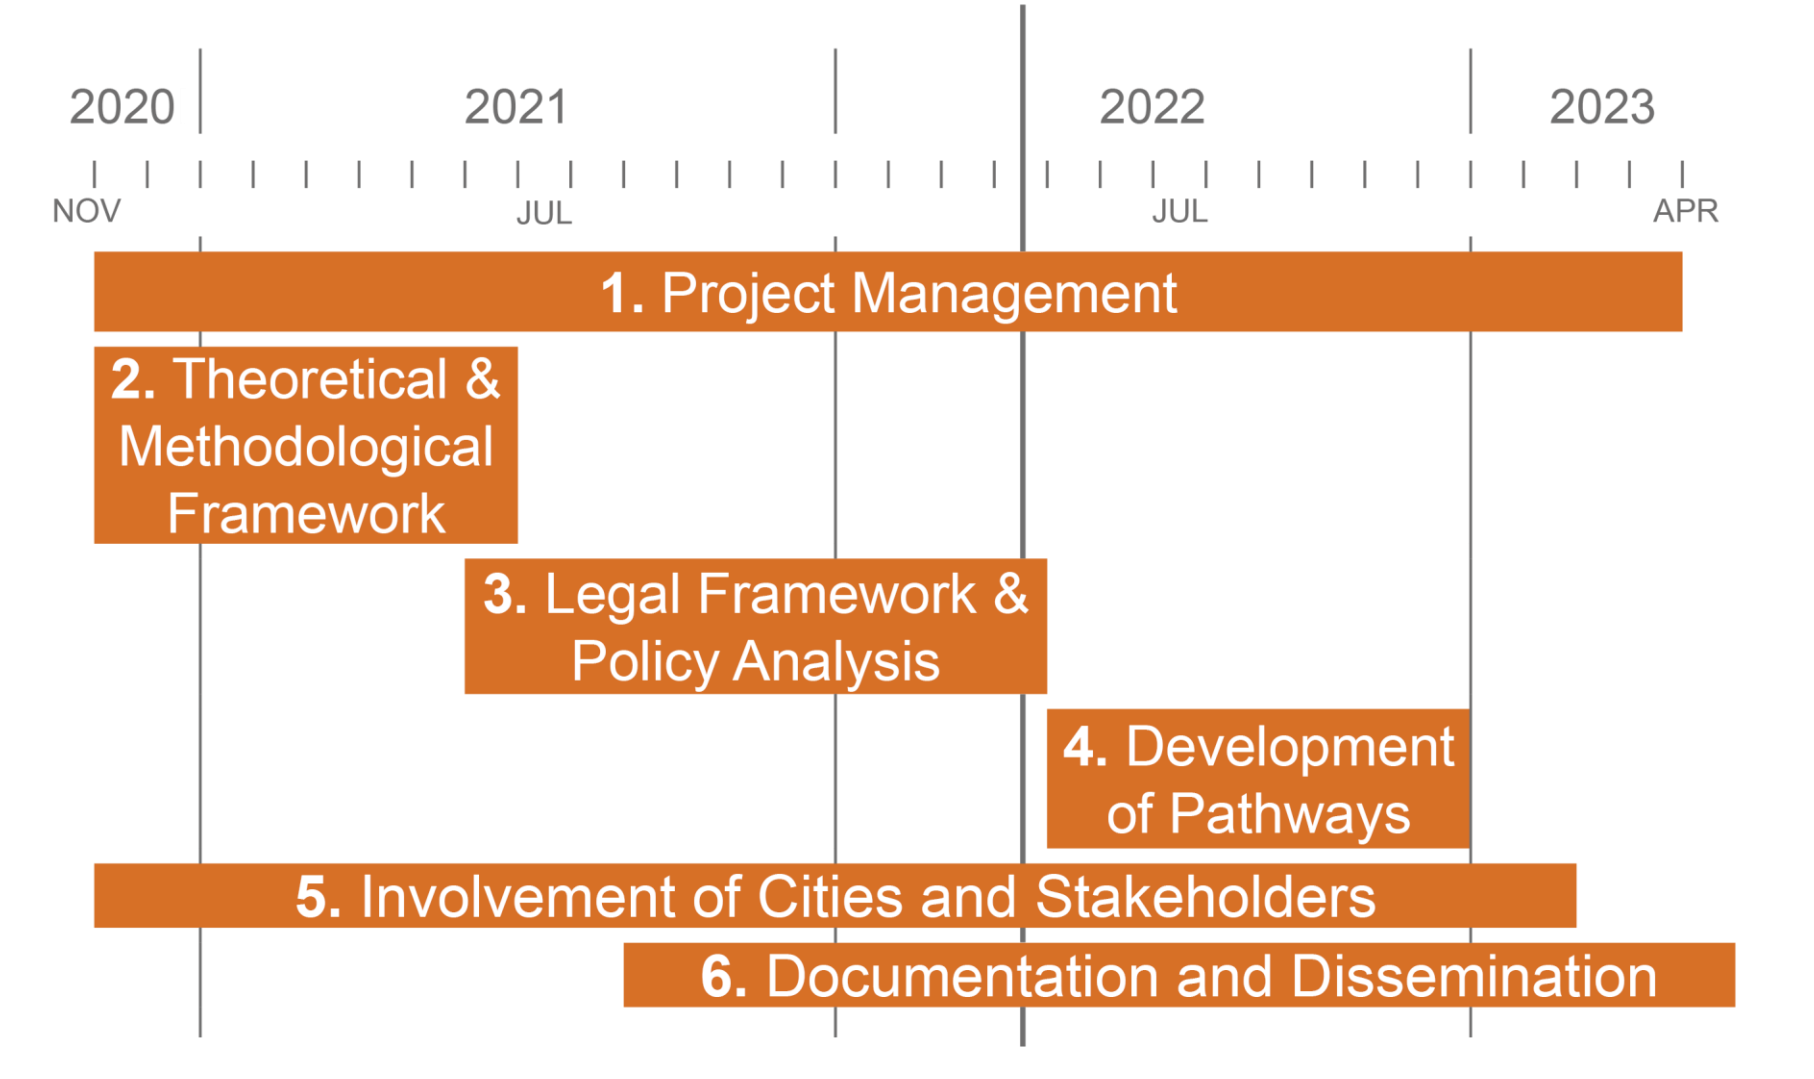 2020 2021 2022 2023
NOV JUL JUL APR
1. Project Management
2. Theoretical &
Methodological
Framework
3. Legal Framework &
Policy Analysis
4. Development
of Pathways
5. Involvement of Cities and Stakeholders
6. Documentation and Dissemination